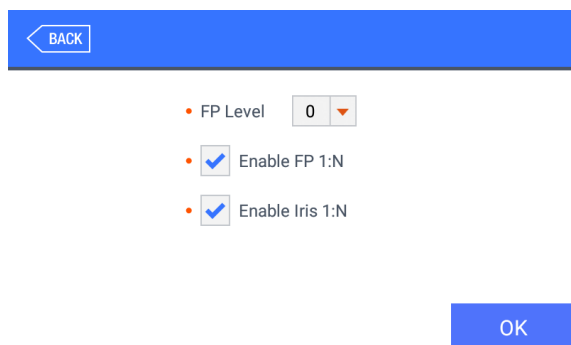 BACK
FP Level 0
Enable FP 1:N
Enable Iris 1:N
OK